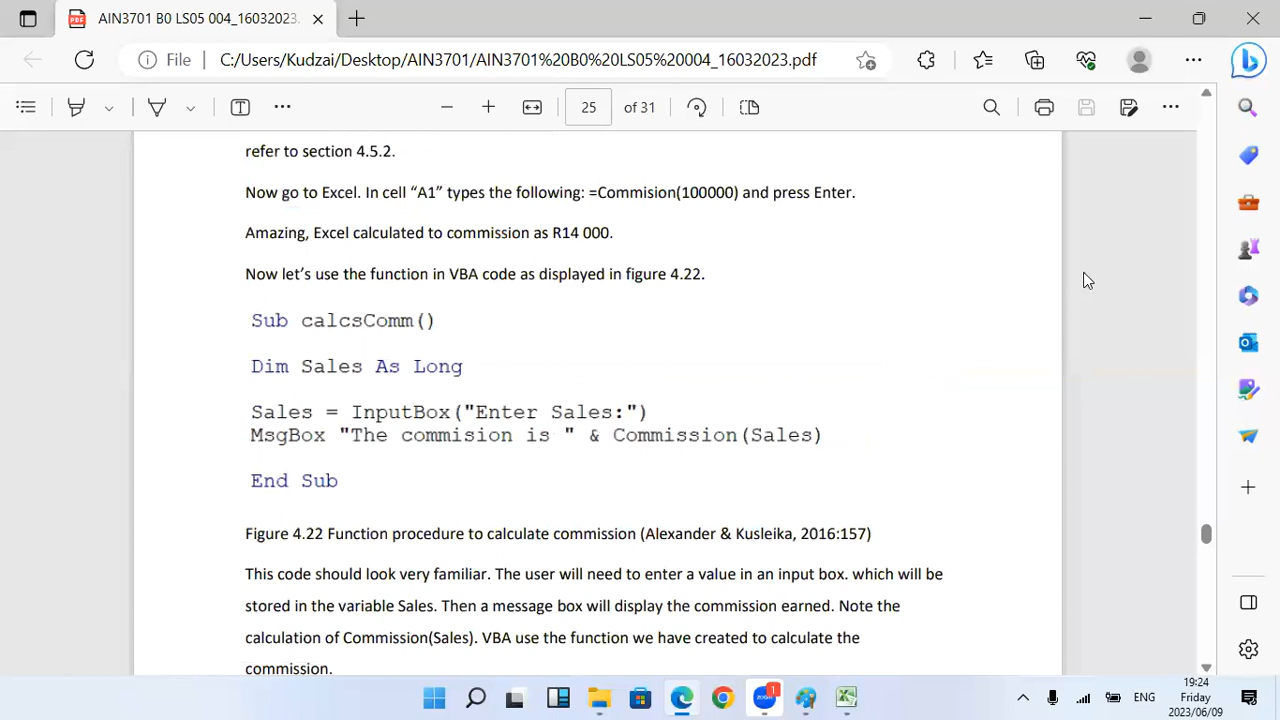 AIN3701 B0 LS05 004_16032023.
File
C:/Users/Kudzai/Desktop/AIN3701/AIN3701%20B0%20LS05%20004_16032023.pdf
25 of 31
refer to section 4.5.2.
Now go to Excel. In cell “A1” types the following: =Commision(100000) and press Enter.
Amazing, Excel calculated to commission as R14 000.
Now let’s use the function in VBA code as displayed in figure 4.22.
Sub calcsComm()
Dim Sales As Long
Sales = InputBox("Enter Sales:")
MsgBox "The commision is " & Commission(Sales)
End Sub
Figure 4.22 Function procedure to calculate commission (Alexander & Kusleika, 2016:157)
This code should look very familiar. The user will need to enter a value in an input box. which will be
stored in the variable Sales. Then a message box will display the commission earned. Note the
calculation of Commission(Sales). VBA use the function we have created to calculate the
commission.
ENG
19:24
Friday
2023/06/09